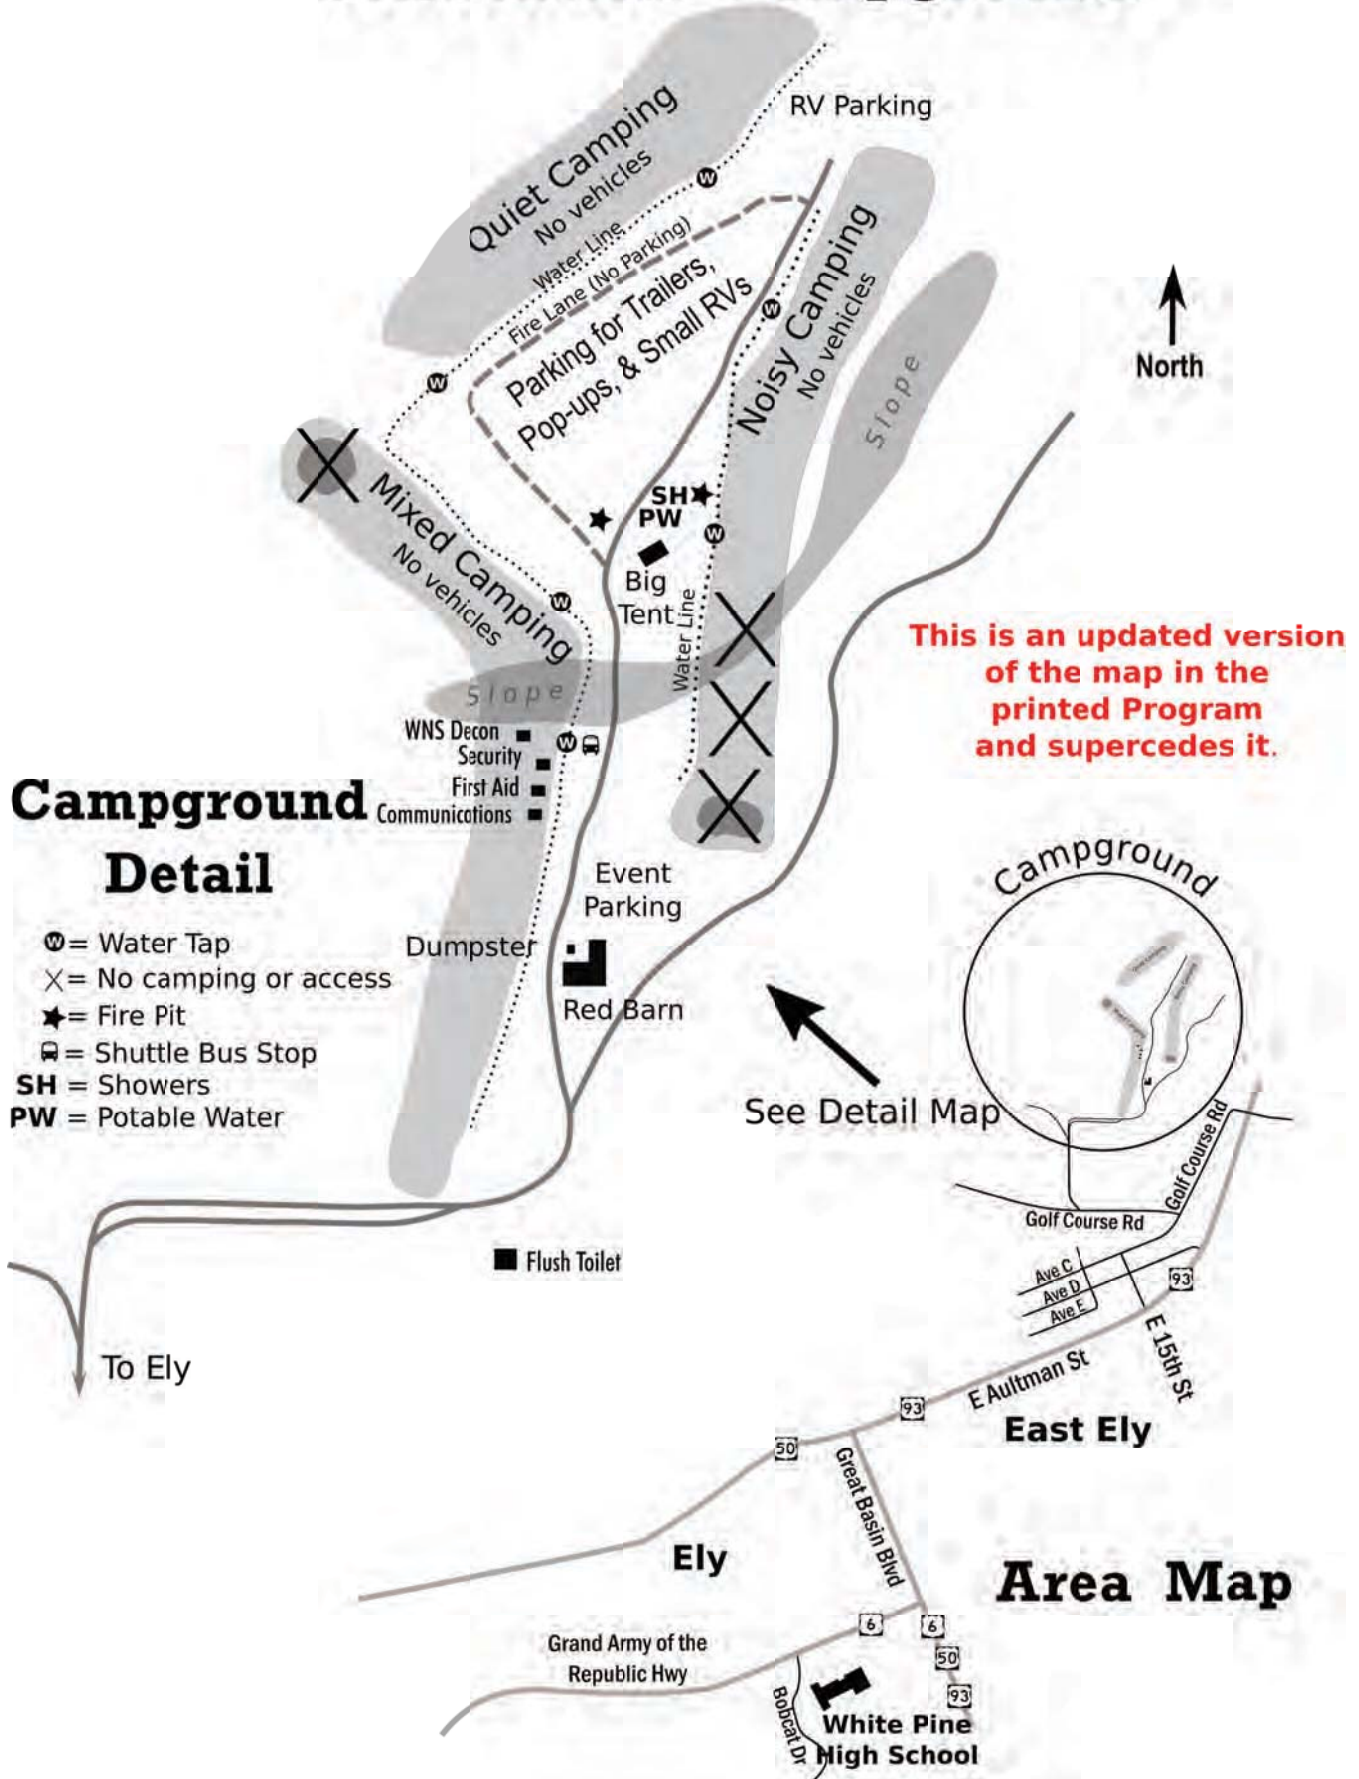 RV Parking
Quiet Camping
No vehicles
Water Line
Fire Lane (No Parking)
Parking for Trailers,
Pop-ups, & Small RVs
Noisy Camping
No vehicles
Slope
North
Mixed Camping
No vehicles
SH
PW
Big
Tent
Water Line
Slope
This is an updated version
of the map in the
printed Program
and supercedes it.
WNS Decon
Security
First Aid
Communications
Campground
Detail
W = Water Tap
X = No camping or access
= Fire Pit
= Shuttle Bus Stop
SH = Showers
PW = Potable Water
Event
Parking
Dumpster
Red Barn
See Detail Map
Campground
Golf Course Rd
Golf Course Rd
Flush Toilet
To Ely
Ave C
Ave D
Ave E
93
E 15th St
E Aultman St
93
East Ely
50
Great Basin Blvd
Ely
Area Map
6
6
50
93
Grand Army of the
Republic Hwy
Bobcat Dr
White Pine
High School